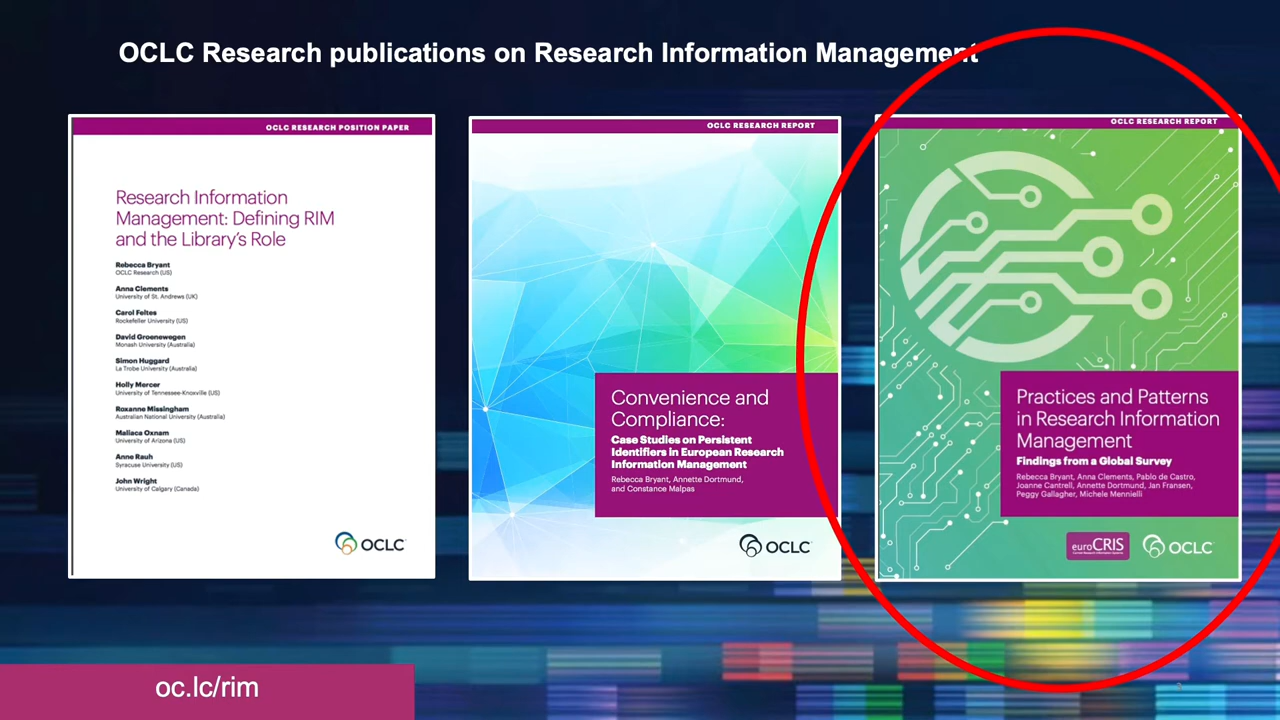 OCLC Research publications on Research Information Management
OCLC RESEARCH POSITION PAPER
Research Information
Management: Defining RIM
and the Library's Role
Rebecca Bryant
OCLC Research (US)
Anna Clements
University of St. Andrews (UK)
Carol Feltes
Rockefeller University (US)
David Groenewegen
Monash University (Australia)
Simon Huggard
La Trobe University (Australia)
Holly Mercer
University of Tennessee-Knoxville (US)
Roxanne Missingham
Australian National University (Australia)
Maliaca Oxnam
University of Arizona (US)
Anne Rauh
Syracuse University (US)
John Wright
University of Calgary (Canada)
OCLC
OCLC RESEARCH REPORT
Convenience and
Compliance:
Case Studies on Persistent
Identifiers in European Research
Information Management
Rebecca Bryant, Annette Dortmund,
and Constance Malpas
OCLC
OCLC RESEARCH REPORT
Practices and Patterns
in Research Information
Management
Findings from a Global Survey
Rebecca Bryant, Anna Clements, Pablo de Castro,
Joanne Cantrell, Annette Dortmund, Jan Fransen,
Peggy Gallagher, Michele Mennielli
euroCRIS
Current Research Information Systems
OCLC
oc.lc/rim